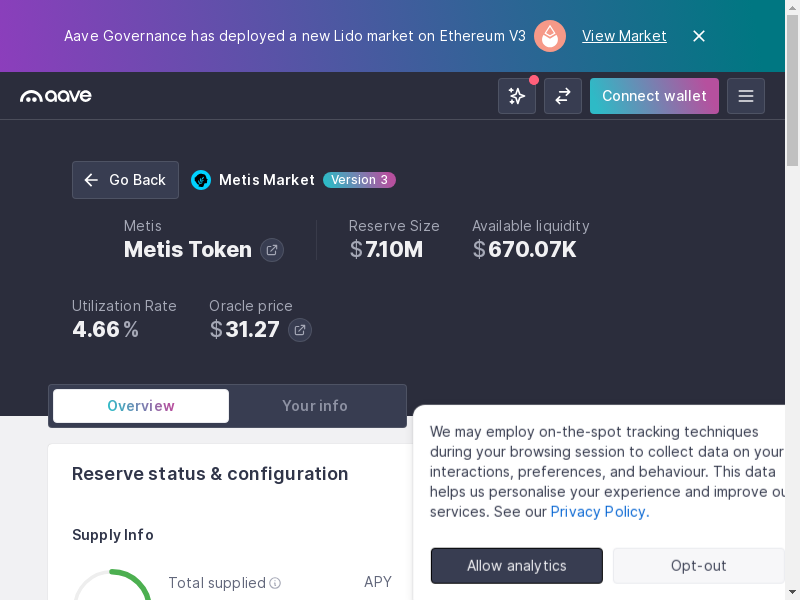 Aave Governance has deployed a new Lido market on Ethereum V3 View Market
aave
Connect wallet
Go Back Metis Market Version 3
Metis Reserve Size Available liquidity
Metis Token $7.10M $670.07K
Utilization Rate Oracle price
4.66% $31.27
Overview Your info
We may employ on-the-spot tracking techniques
during your browsing session to collect data on your
interactions, preferences, and behaviour. This data
helps us personalise your experience and improve ou
services. See our Privacy Policy.
Allow analytics Opt-out
Reserve status & configuration
Supply Info
Total supplied APY